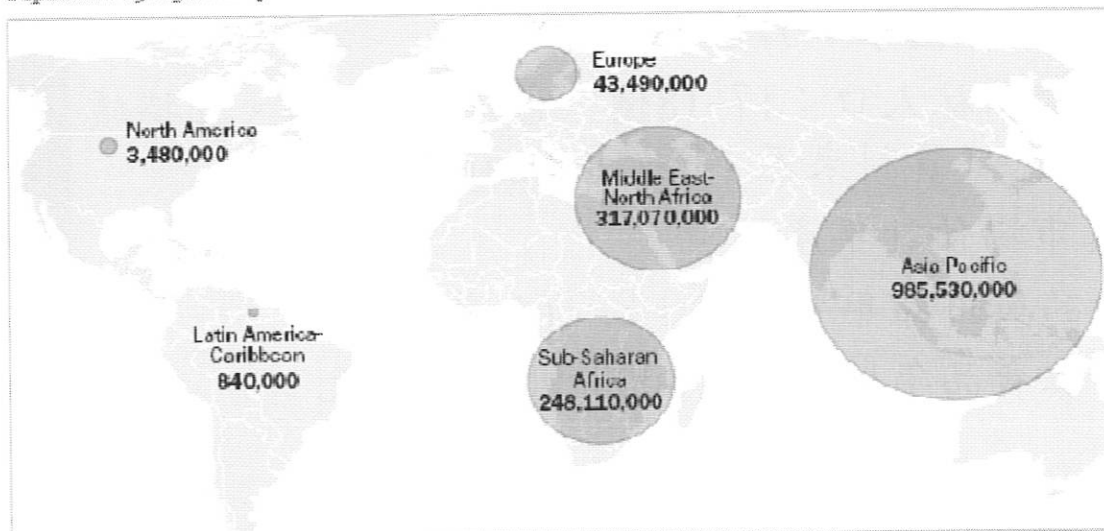 Europe
43,490,000
North America
3,480,000
Middle East-
North Africa
317,070,000
Asia Pacific
985,530,000
Latin America-
Caribbean
840,000
Sub-Saharan
Africa
248,110,000